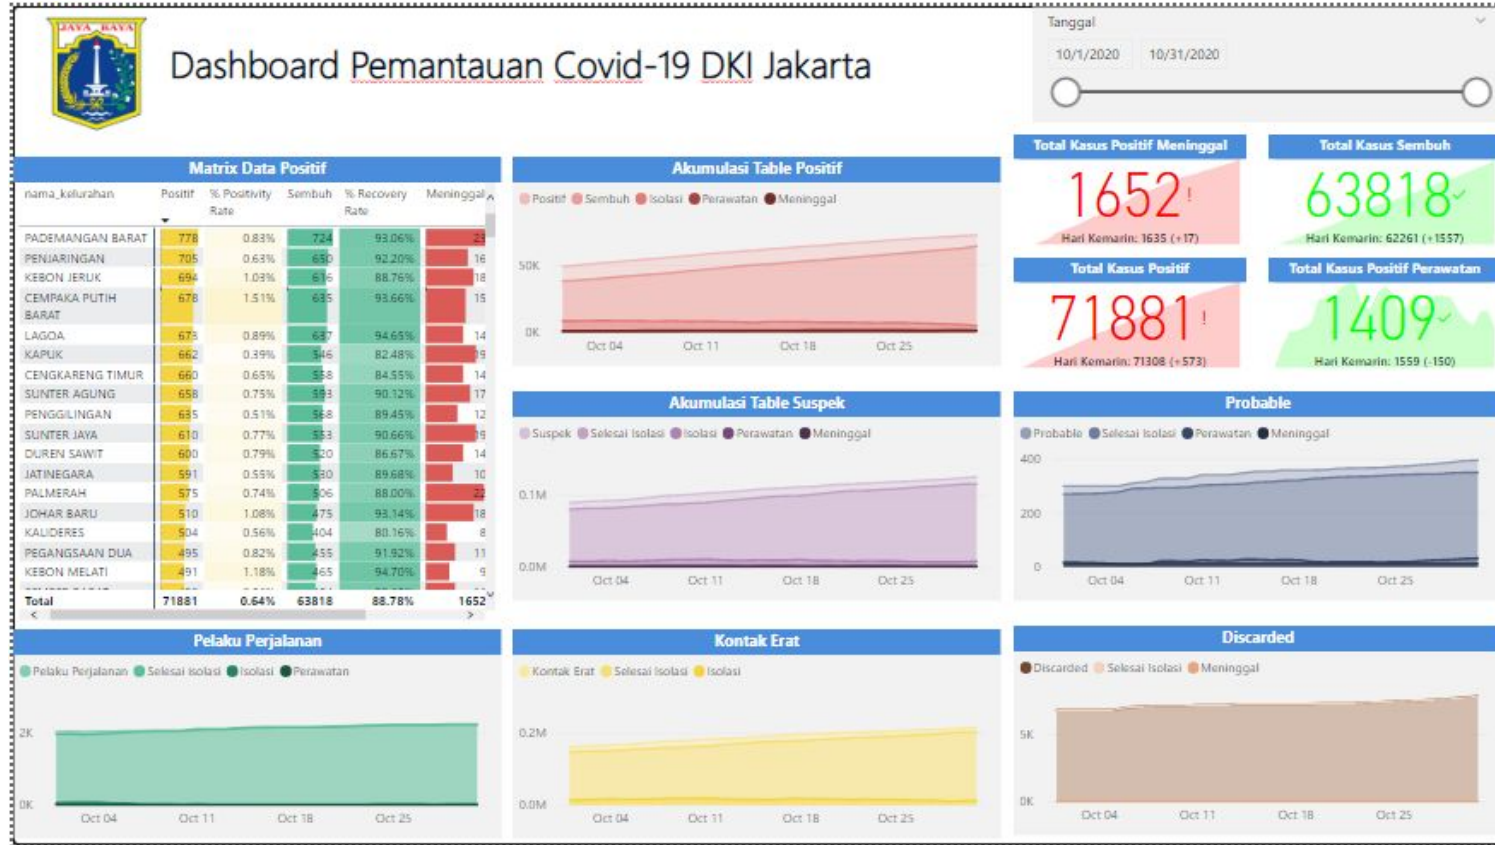 JAYA RAYA
Dashboard Pemantauan Covid-19 DKI Jakarta
Tanggal
10/1/2020 10/31/2020
Matrix Data Positif
nama_kelurahan Positif % Positivity Rate Sembuh % Recovery Rate Meninggal
PADEMANGAN BARAT 778 0.83% 724 93.06% 23
PENJARINGAN 705 0.63% 650 92.20% 16
KEBON JERUK 694 1.03% 616 88.76% 18
CEMPAKA PUTIH BARAT 678 1.51% 635 93.66% 15
LAGOA 673 0.89% 637 94.65% 14
KAPUK 662 0.39% 546 82.48% 19
CENGKARENG TIMUR 660 0.65% 558 84.55% 14
SUNTER AGUNG 658 0.75% 593 90.12% 17
PENGGILINGAN 635 0.51% 568 89.45% 12
SUNTER JAYA 610 0.77% 553 90.66% 19
DUREN SAWIT 600 0.79% 520 86.67% 14
JATINEGARA 591 0.55% 530 89.68% 10
PALMERAH 575 0.74% 506 88.00% 22
JOHAR BARU 510 1.08% 475 93.14% 18
KALIDERES 504 0.56% 404 80.16% 8
PEGANGSAAN DUA 495 0.82% 455 91.92% 11
KEBON MELATI 491 1.18% 465 94.70% 9
Total 71881 0.64% 63818 88.78% 1652
Akumulasi Table Positif
Positif Sembuh Isolasi Perawatan Meninggal
50K
0K
Oct 04 Oct 11 Oct 18 Oct 25
Total Kasus Positif Meninggal
1652!
Hari Kemarin: 1635 (+17)
Total Kasus Sembuh
63818
Hari Kemarin: 62261 (+1557)
Total Kasus Positif
71881!
Hari Kemarin: 71308 (+573)
Total Kasus Positif Perawatan
1409
Hari Kemarin: 1559 (-150)
Akumulasi Table Suspek
Suspek Selesai Isolasi Isolasi Perawatan Meninggal
0.1M
0.0M
Oct 04 Oct 11 Oct 18 Oct 25
Probable
Probable Selesai Isolasi Perawatan Meninggal
400
200
0
Oct 04 Oct 11 Oct 18 Oct 25
Pelaku Perjalanan
Pelaku Perjalanan Selesai Isolasi Isolasi Perawatan
2K
0K
Oct 04 Oct 11 Oct 18 Oct 25
Kontak Erat
Kontak Erat Selesai Isolasi Isolasi
0.2M
0.0M
Oct 04 Oct 11 Oct 18 Oct 25
Discarded
Discarded Selesai Isolasi Meninggal
5K
0K
Oct 04 Oct 11 Oct 18 Oct 25